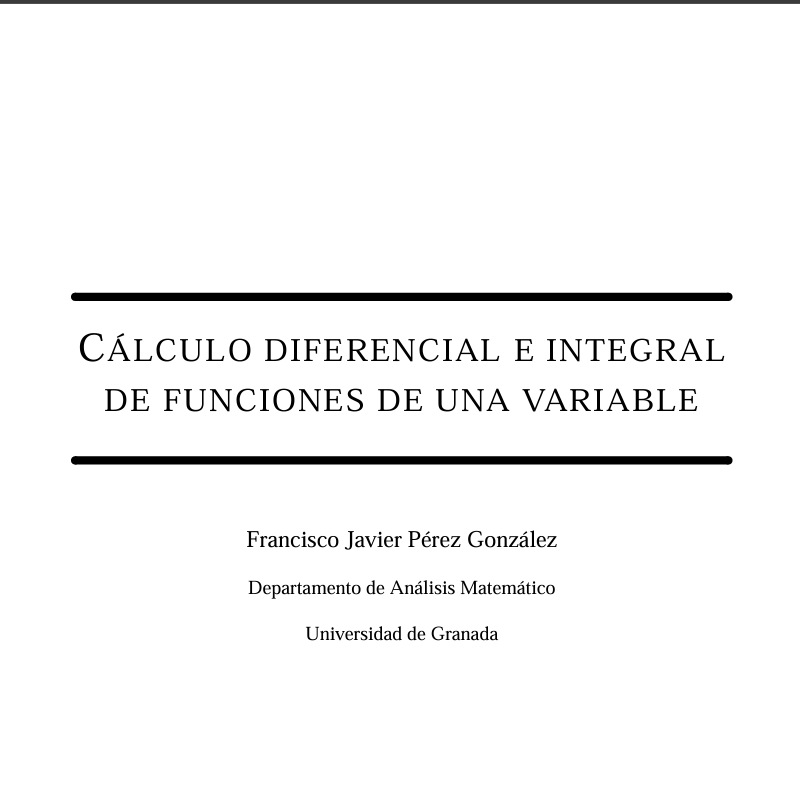 CÁLCULO DIFERENCIAL E INTEGRAL
DE FUNCIONES DE UNA VARIABLE
Francisco Javier Pérez González
Departamento de Análisis Matemático
Universidad de Granada